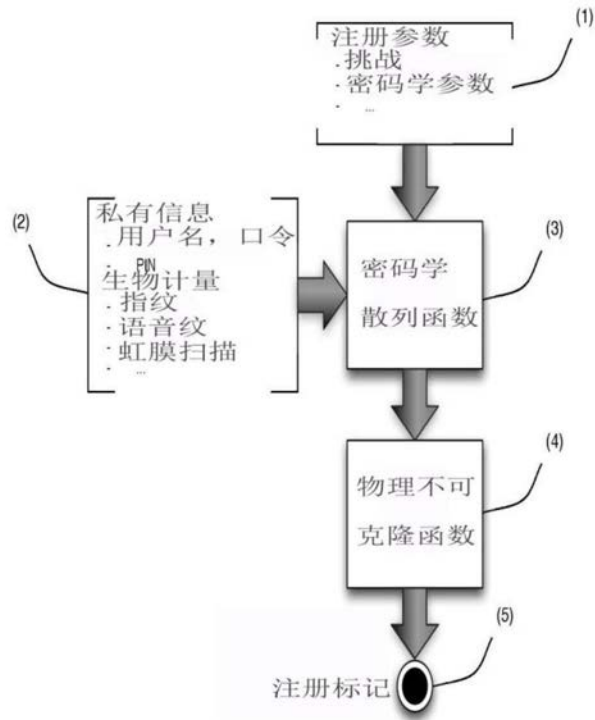 (1)
注册参数
. 挑战
. 密码学参数
. ...
(2)
私有信息
. 用户名，口令
. PIN
生物计量
. 指纹
. 语音纹
. 虹膜扫描
. ...
(3)
密码学
散列函数
(4)
物理不可
克隆函数
(5)
注册标记